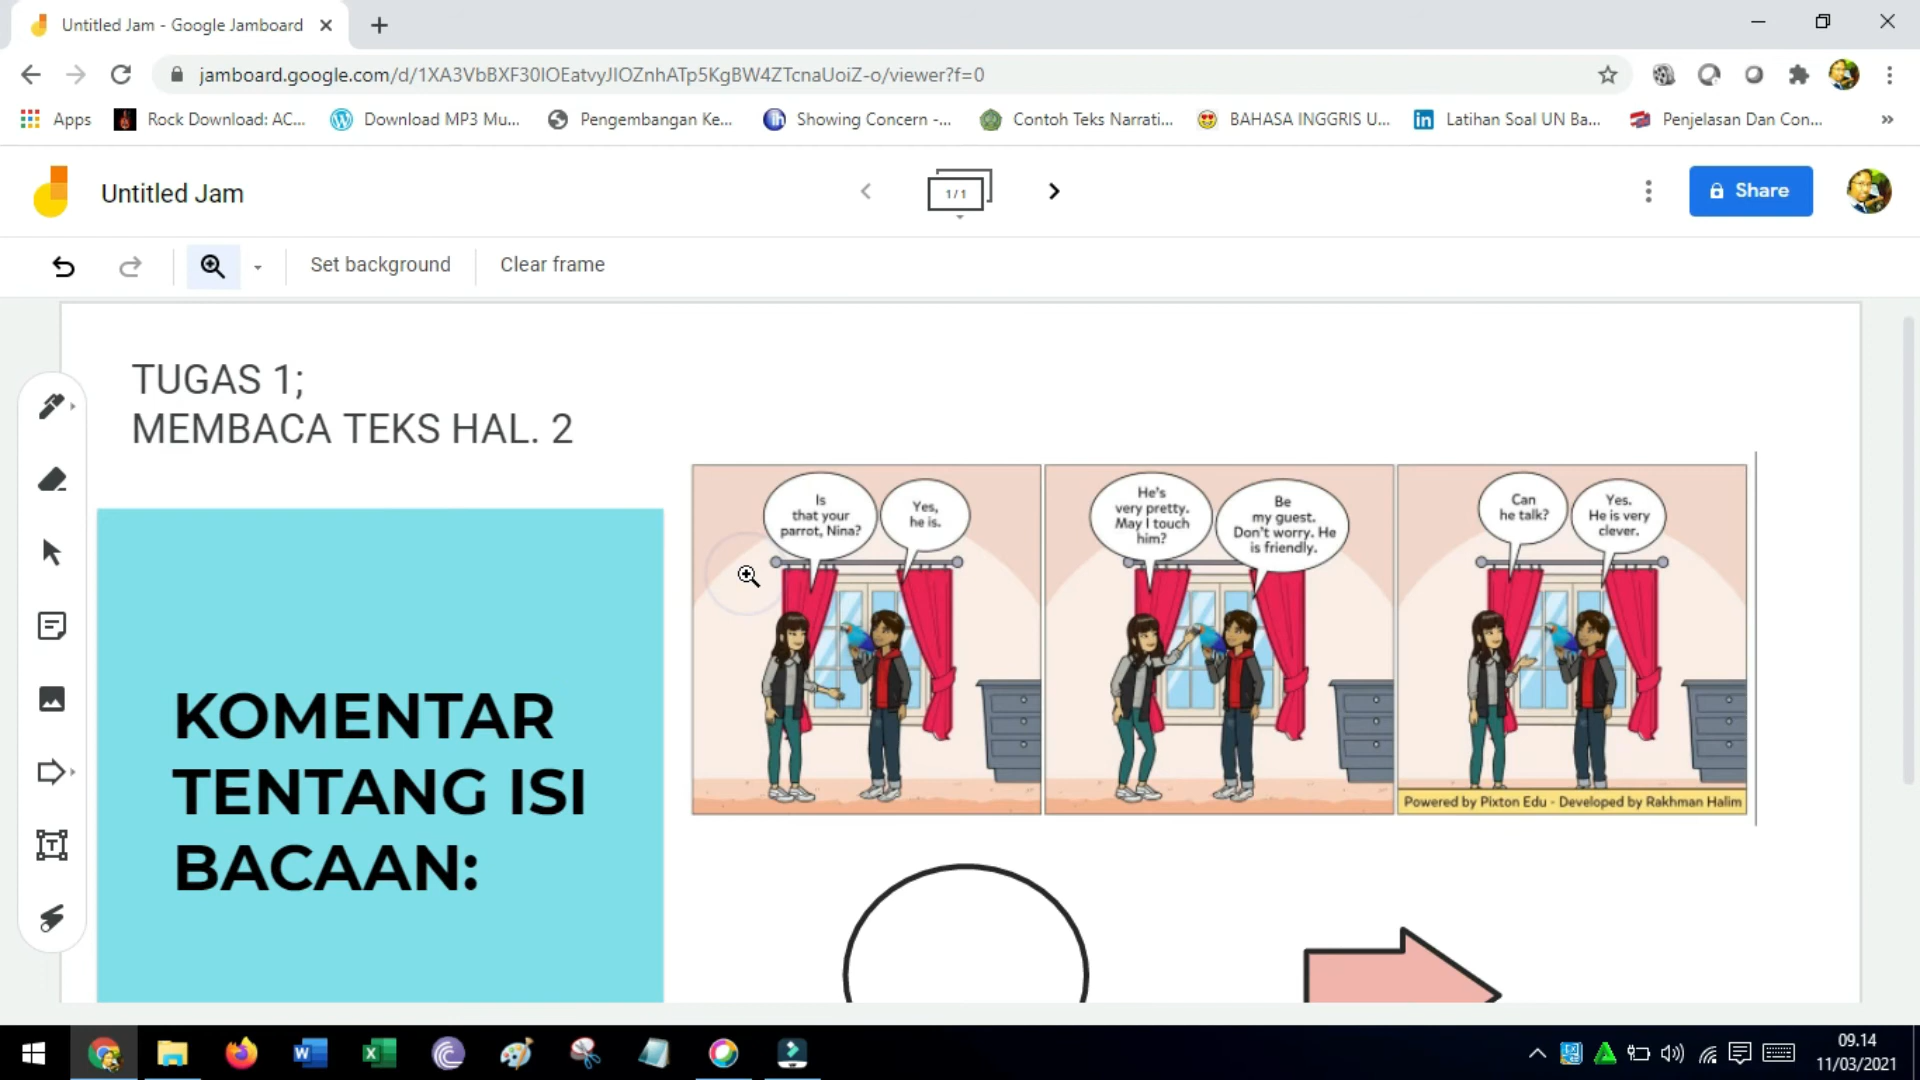 Untitled Jam - Google Jamboard
jamboard.google.com/d/1XA3VbBXF30IOEatvyJIOZnhATp5KgBW4ZTcnaUoiZ-o/viewer?f=0
Apps
Rock Download: AC...
Download MP3 Mu...
Pengembangan Ke...
Showing Concern -...
Contoh Teks Narrati...
BAHASA INGGRIS U...
Latihan Soal UN Ba...
Penjelasan Dan Con...
Untitled Jam
1/1
Share
Set background
Clear frame
TUGAS 1;
MEMBACA TEKS HAL. 2
KOMENTAR
TENTANG ISI
BACAAN:
Is
that your
parrot, Nina?
Yes,
he is.
He's
very pretty.
May I touch
him?
Be
my guest.
Don't worry. He
is friendly.
Can
he talk?
Yes.
He is very
clever.
Powered by Pixton Edu - Developed by Rakhman Halim
09.14
11/03/2021